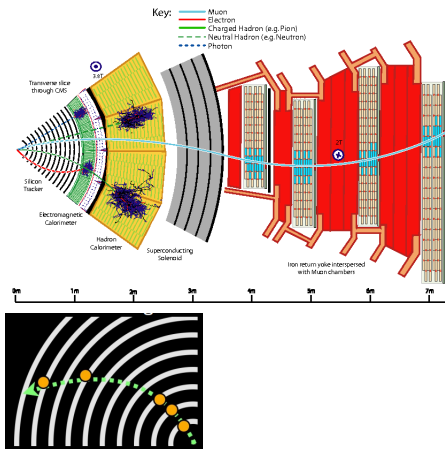 Key:
Muon
Electron
Charged Hadron (e.g. Pion)
Neutral Hadron (e.g. Neutron)
Photon
3.8T
Transverse slice
through CMS
2T
Silicon
Tracker
Electromagnetic
Calorimeter
Hadron
Calorimeter
Superconducting
Solenoid
Iron return yoke interspersed
with Muon chambers
0m 1m 2m 3m 4m 5m 6m 7m